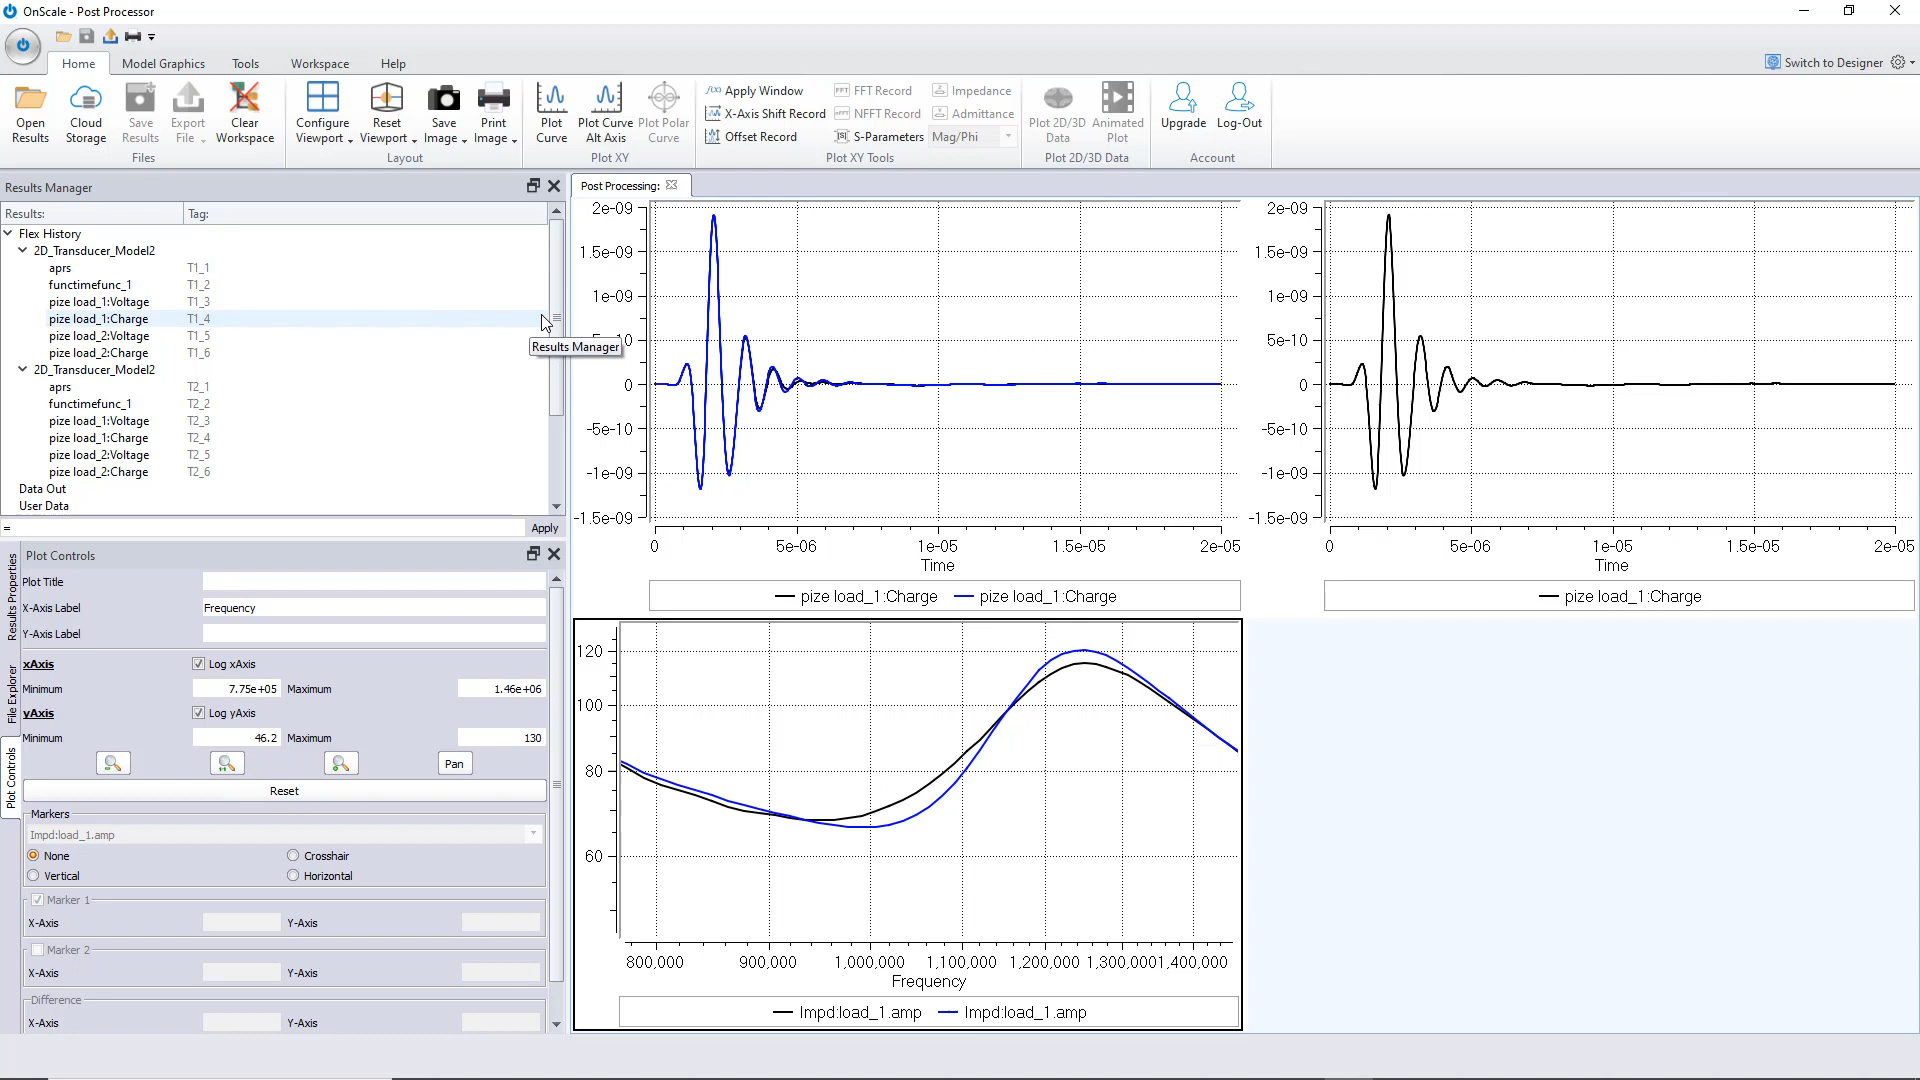 OnScale - Post Processor
Home Model Graphics Tools Workspace Help
Switch to Designer
Open Results
Cloud Storage
Save Results
Export File
Clear Workspace
Files
Configure Viewport
Reset Viewport
Save Image
Print Image
Layout
Plot Curve
Plot Curve Alt Axis
Plot Polar Curve
Plot XY
Apply Window
X-Axis Shift Record
Offset Record
FFT Record
NFFT Record
S-Parameters
Impedance
Admittance
Mag/Phi
Plot XY Tools
Plot 2D/3D Data
Animated Plot
Plot 2D/3D Data
Upgrade
Log-Out
Account
Results Manager
Results: Tag:
Flex History
2D_Transducer_Model2
aprs T1_1
functimefunc_1 T1_2
pize load_1:Voltage T1_3
pize load_1:Charge T1_4
pize load_2:Voltage T1_5
pize load_2:Charge T1_6
2D_Transducer_Model2
aprs T2_1
functimefunc_1 T2_2
pize load_1:Voltage T2_3
pize load_1:Charge T2_4
pize load_2:Voltage T2_5
pize load_2:Charge T2_6
Data Out
User Data
= Apply
Results Manager
Results Properties
File Explorer
Plot Controls
Plot Controls
Plot Title
X-Axis Label Frequency
Y-Axis Label
xAxis Log xAxis
Minimum 7.75e+05 Maximum 1.46e+06
yAxis Log yAxis
Minimum 46.2 Maximum 130
Pan
Reset
Markers
Impd:load_1.amp
None Crosshair
Vertical Horizontal
Marker 1
X-Axis Y-Axis
Marker 2
X-Axis Y-Axis
Difference
X-Axis Y-Axis
Post Processing:
2e-09
1.5e-09
1e-09
0
-5e-10
-1e-09
-1.5e-09
0 5e-06 1e-05 1.5e-05 2e-05
Time
pize load_1:Charge pize load_1:Charge
2e-09
1.5e-09
1e-09
5e-10
0
-5e-10
-1e-09
-1.5e-09
0 5e-06 1e-05 1.5e-05 2e-05
Time
pize load_1:Charge
120
100
80
60
800,000 900,000 1,000,000 1,100,000 1,200,000 1,300,000 1,400,000
Frequency
Impd:load_1.amp Impd:load_1.amp